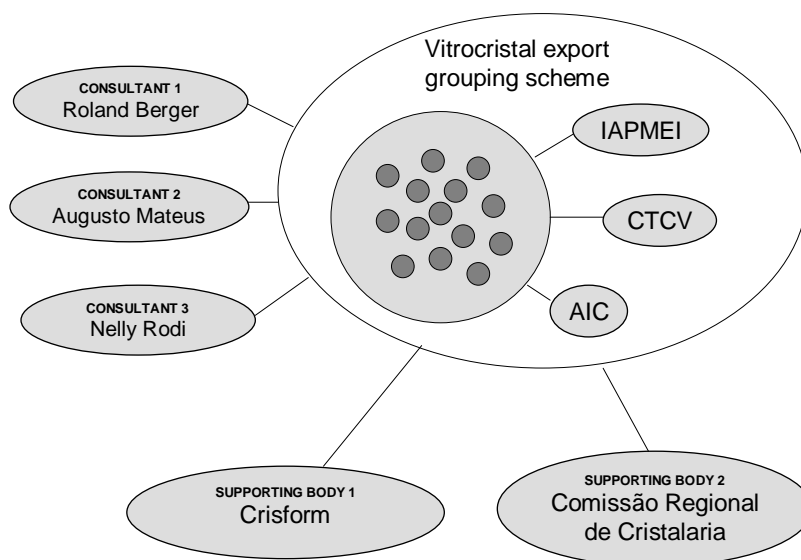 Vitrocristal export
grouping scheme
CONSULTANT 1
Roland Berger
IAPMEI
CONSULTANT 2
Augusto Mateus
CTCV
CONSULTANT 3
Nelly Rodi
AIC
SUPPORTING BODY 1
Crisform
SUPPORTING BODY 2
Comissão Regional
de Cristalaria